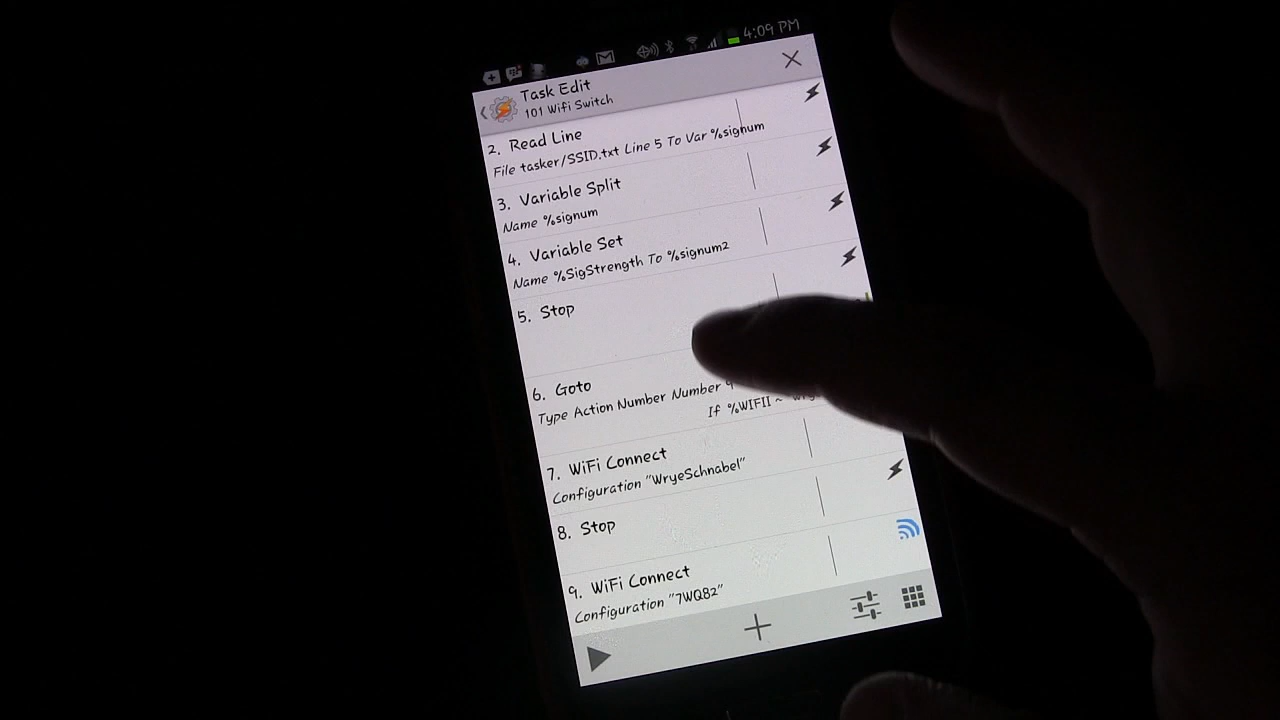 4:09 PM
Task Edit
101 Wifi Switch
2. Read Line
File tasker/SSID.txt Line 5 To Var %signum
3. Variable Split
Name %signum
4. Variable Set
Name %SigStrength To %signum2
5. Stop
6. Goto
Type Action Number Number 9
If %WIFII ~
7. WiFi Connect
Configuration "WryeSchnabel"
8. Stop
9. WiFi Connect
Configuration "7WQ82"